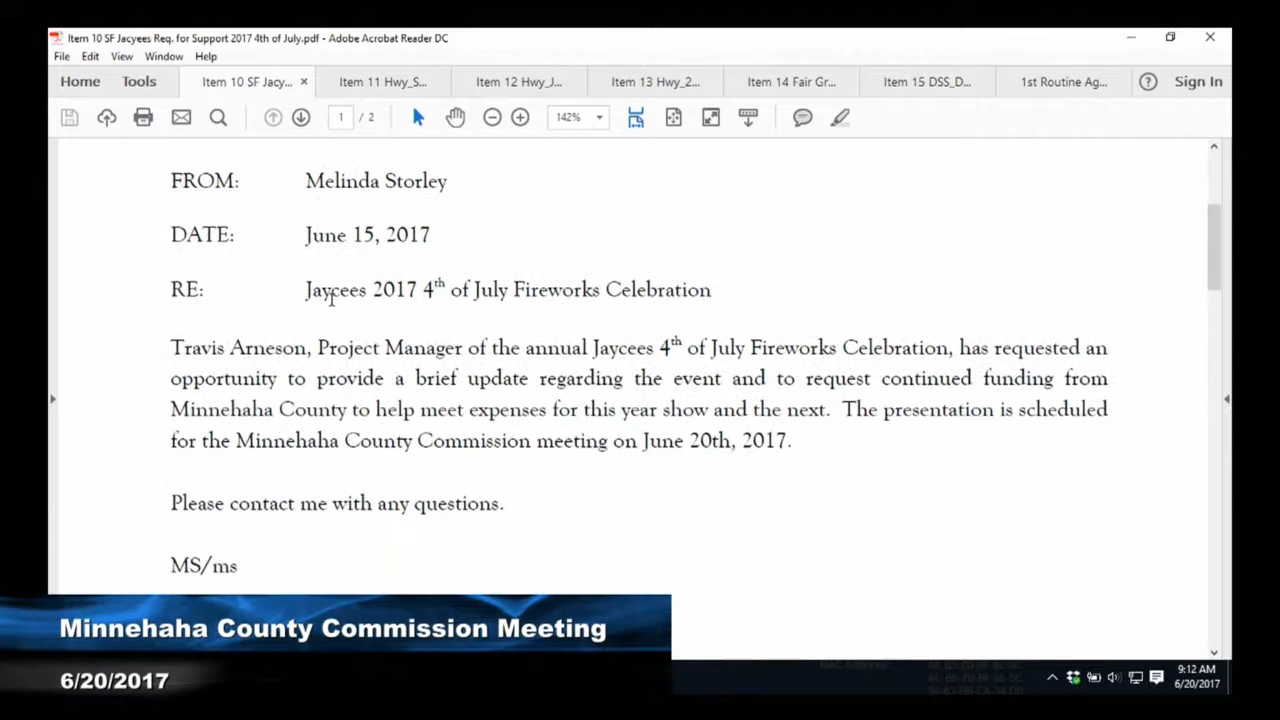 Item 10 SF Jacyees Req. for Support 2017 4th of July.pdf - Adobe Acrobat Reader DC
File Edit View Window Help
Home Tools Item 10 SF Jacy... × Item 11 Hwy_S... Item 12 Hwy_J... Item 13 Hwy_2... Item 14 Fair Gr... Item 15 DSS_D... 1st Routine Ag... Sign In
1 / 2 142%
FROM: Melinda Storley
DATE: June 15, 2017
RE: Jaycees 2017 4th of July Fireworks Celebration
Travis Arneson, Project Manager of the annual Jaycees 4th of July Fireworks Celebration, has requested an
opportunity to provide a brief update regarding the event and to request continued funding from
Minnehaha County to help meet expenses for this year show and the next. The presentation is scheduled
for the Minnehaha County Commission meeting on June 20th, 2017.
Please contact me with any questions.
MS/ms
Minnehaha County Commission Meeting
6/20/2017
9:12 AM
6/20/2017